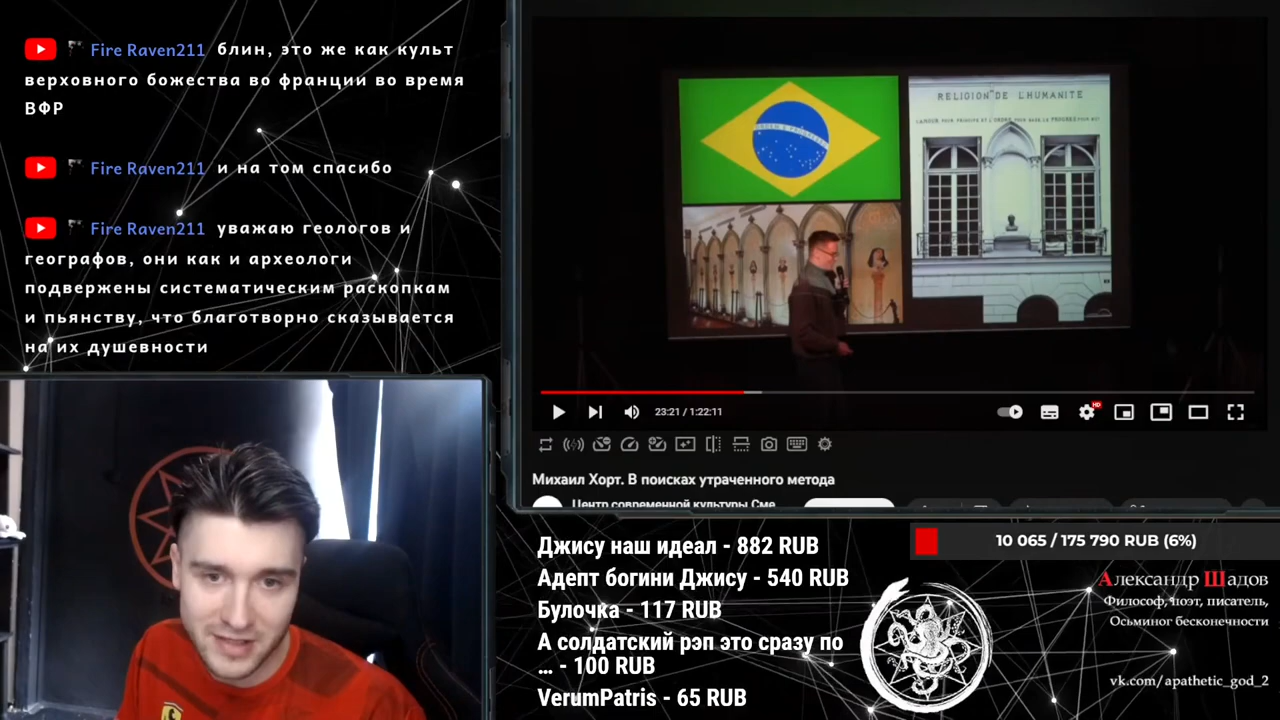 Fire Raven211 блин, это же как культ
верховного божества во франции во время
ВФР
Fire Raven211 и на том спасибо
Fire Raven211 уважаю геологов и
географов, они как и археологи
подвержены систематическим раскопкам
и пьянству, что благотворно сказывается
на их душевности
RELIGION DE L'HUMANITE
23:21 / 1:22:11
HD
Михаил Хорт. В поисках утраченного метода
Центр современной культуры Сме
Джису наш идеал - 882 RUB
Адепт богини Джису - 540 RUB
Булочка - 117 RUB
А солдатский рэп это сразу по
... - 100 RUB
VerumPatris - 65 RUB
10 065 / 175 790 RUB (6%)
Александр Шадов
Философ, поэт, писатель,
Осьминог бесконечности
vk.com/apathetic_god_2